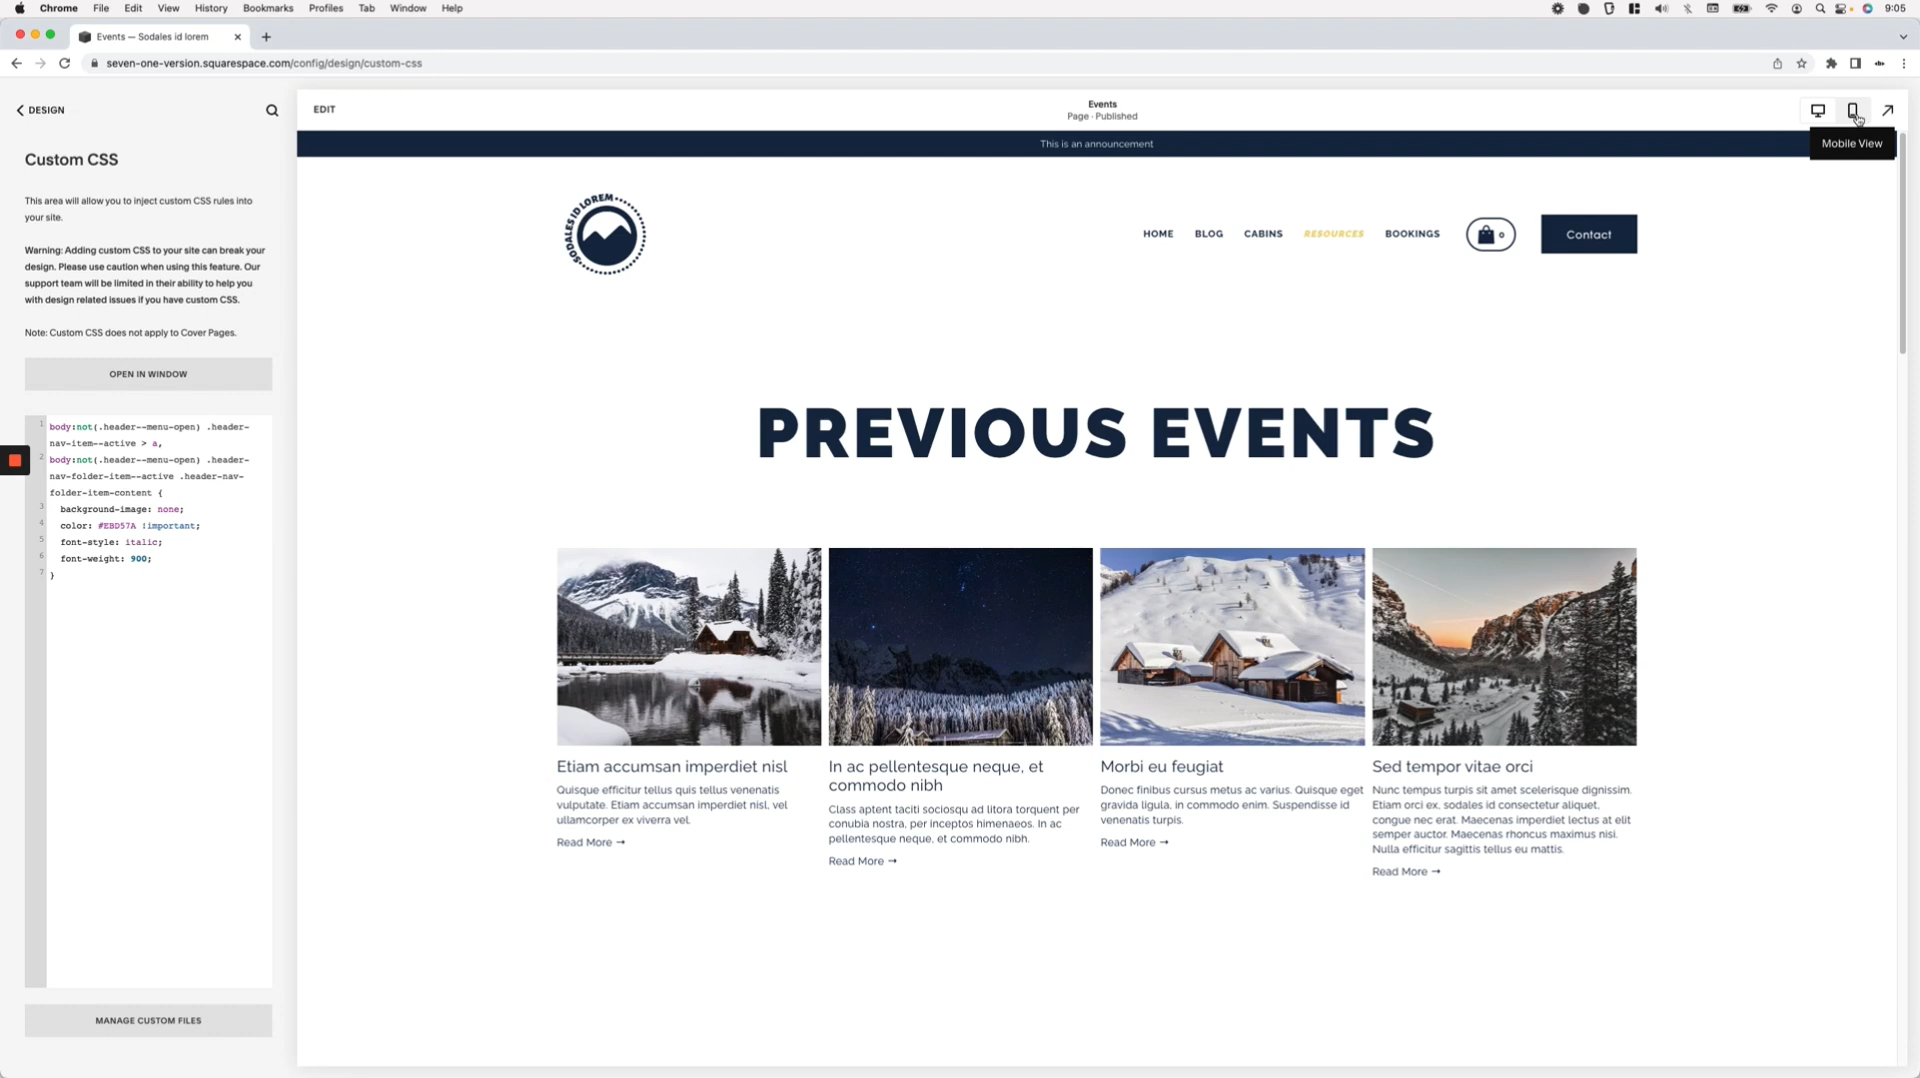 Chrome File Edit View History Bookmarks Profiles Tab Window Help 9:05
Events — Sodales id lorem
seven-one-version.squarespace.com/config/design/custom-css
DESIGN
EDIT
Events
Page · Published
This is an announcement
Mobile View
Custom CSS
This area will allow you to inject custom CSS rules into
your site.
Warning: Adding custom CSS to your site can break your
design. Please use caution when using this feature. Our
support team will be limited in their ability to help you
with design related issues if you have custom CSS.
Note: Custom CSS does not apply to Cover Pages.
OPEN IN WINDOW
1 body:not(.header--menu-open) .header-
nav-item--active > a,
2 body:not(.header--menu-open) .header-
nav-folder-item--active .header-nav-
folder-item-content {
3 background-image: none;
4 color: #EBD57A !important;
5 font-style: italic;
6 font-weight: 900;
7 }
MANAGE CUSTOM FILES
SODALES ID LOREM
HOME BLOG CABINS RESOURCES BOOKINGS 0 Contact
PREVIOUS EVENTS
Etiam accumsan imperdiet nisl
Quisque efficitur tellus quis tellus venenatis
vulputate. Etiam accumsan imperdiet nisl, vel
ullamcorper ex viverra vel.
Read More →
In ac pellentesque neque, et
commodo nibh
Class aptent taciti sociosqu ad litora torquent per
conubia nostra, per inceptos himenaeos. In ac
pellentesque neque, et commodo nibh.
Read More →
Morbi eu feugiat
Donec finibus cursus metus ac varius. Quisque eget
gravida ligula, in commodo enim. Suspendisse id
venenatis turpis.
Read More →
Sed tempor vitae orci
Nunc tempus turpis sit amet scelerisque dignissim.
Etiam orci ex, sodales id consectetur aliquet,
congue nec erat. Maecenas imperdiet lectus at elit
semper auctor. Maecenas rhoncus maximus nisi.
Nulla efficitur sagittis tellus eu mattis.
Read More →